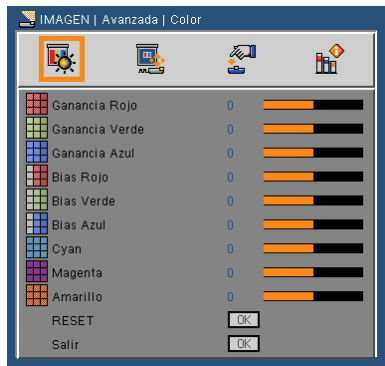 IMAGEN | Avanzada | Color
Ganancia Rojo 0
Ganancia Verde 0
Ganancia Azul 0
Bias Rojo 0
Bias Verde 0
Bias Azul 0
Cyan 0
Magenta 0
Amarillo 0
RESET OK
Salir OK